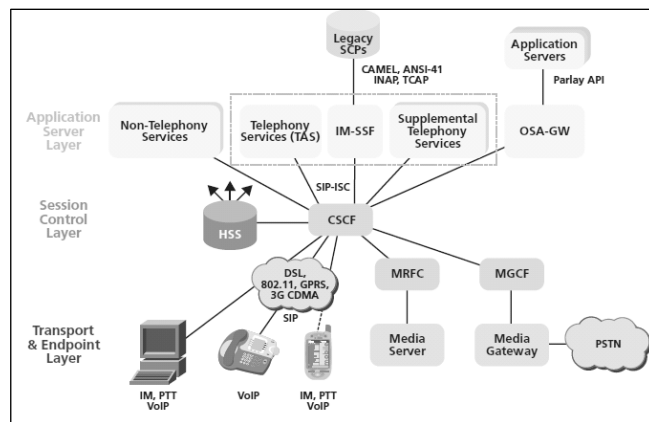 Legacy
SCPs
Application
Servers
CAMEL, ANSI-41
INAP, TCAP
Parlay API
Application
Server
Layer
Non-Telephony
Services
Telephony
Services (TAS)
IM-SSF
Supplemental
Telephony
Services
OSA-GW
SIP-ISC
Session
Control
Layer
HSS
CSCF
DSL,
802.11, GPRS,
3G CDMA
MRFC
MGCF
SIP
Transport
& Endpoint
Layer
Media
Server
Media
Gateway
PSTN
IM, PTT
VoIP
VoIP
IM, PTT
VoIP